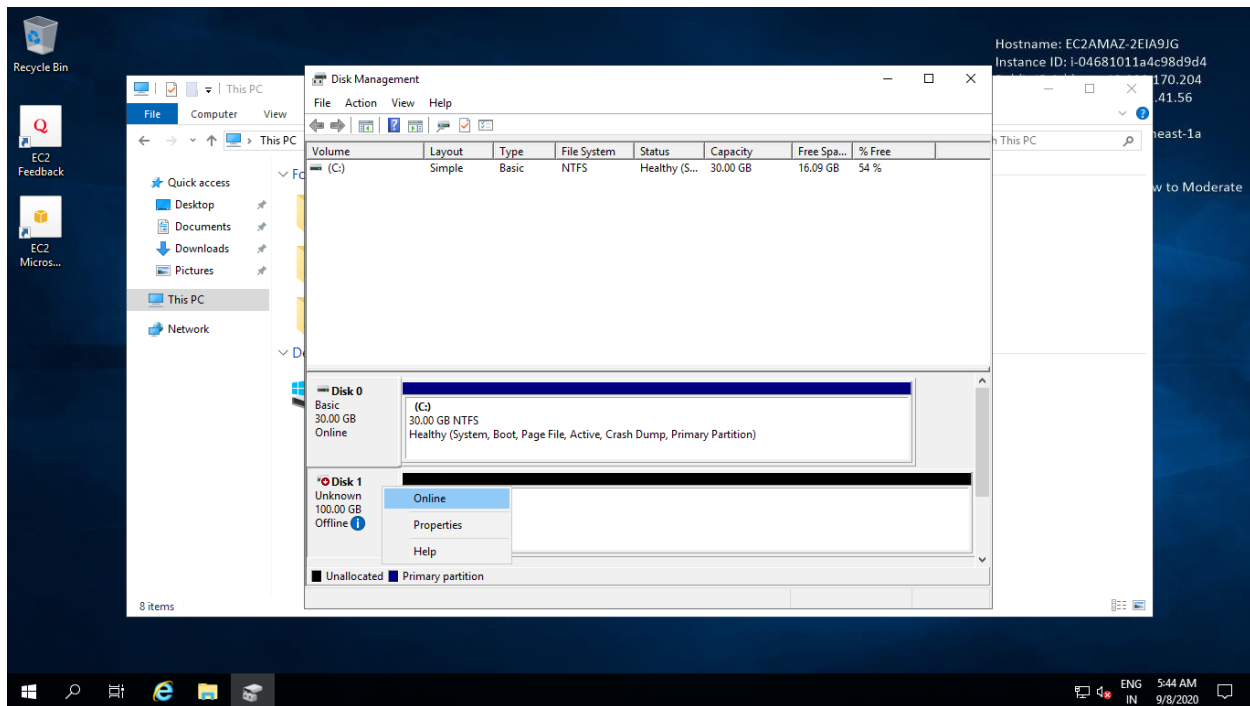 Recycle Bin
EC2
Feedback
EC2
Micros...
Hostname: EC2AMAZ-2EIA9JG
Instance ID: i-04681011a4c98d9d4
170.204
.41.56
heast-1a
w to Moderate
This PC
File Computer View
This PC
h This PC
Quick access
Desktop
Documents
Downloads
Pictures
This PC
Network
8 items
Disk Management
File Action View Help
Volume Layout Type File System Status Capacity Free Spa... % Free
(C:) Simple Basic NTFS Healthy (S... 30.00 GB 16.09 GB 54 %
Disk 0
Basic
30.00 GB
Online
(C:)
30.00 GB NTFS
Healthy (System, Boot, Page File, Active, Crash Dump, Primary Partition)
Disk 1
Unknown
100.00 GB
Offline
Online
Properties
Help
Unallocated Primary partition
ENG
IN
5:44 AM
9/8/2020